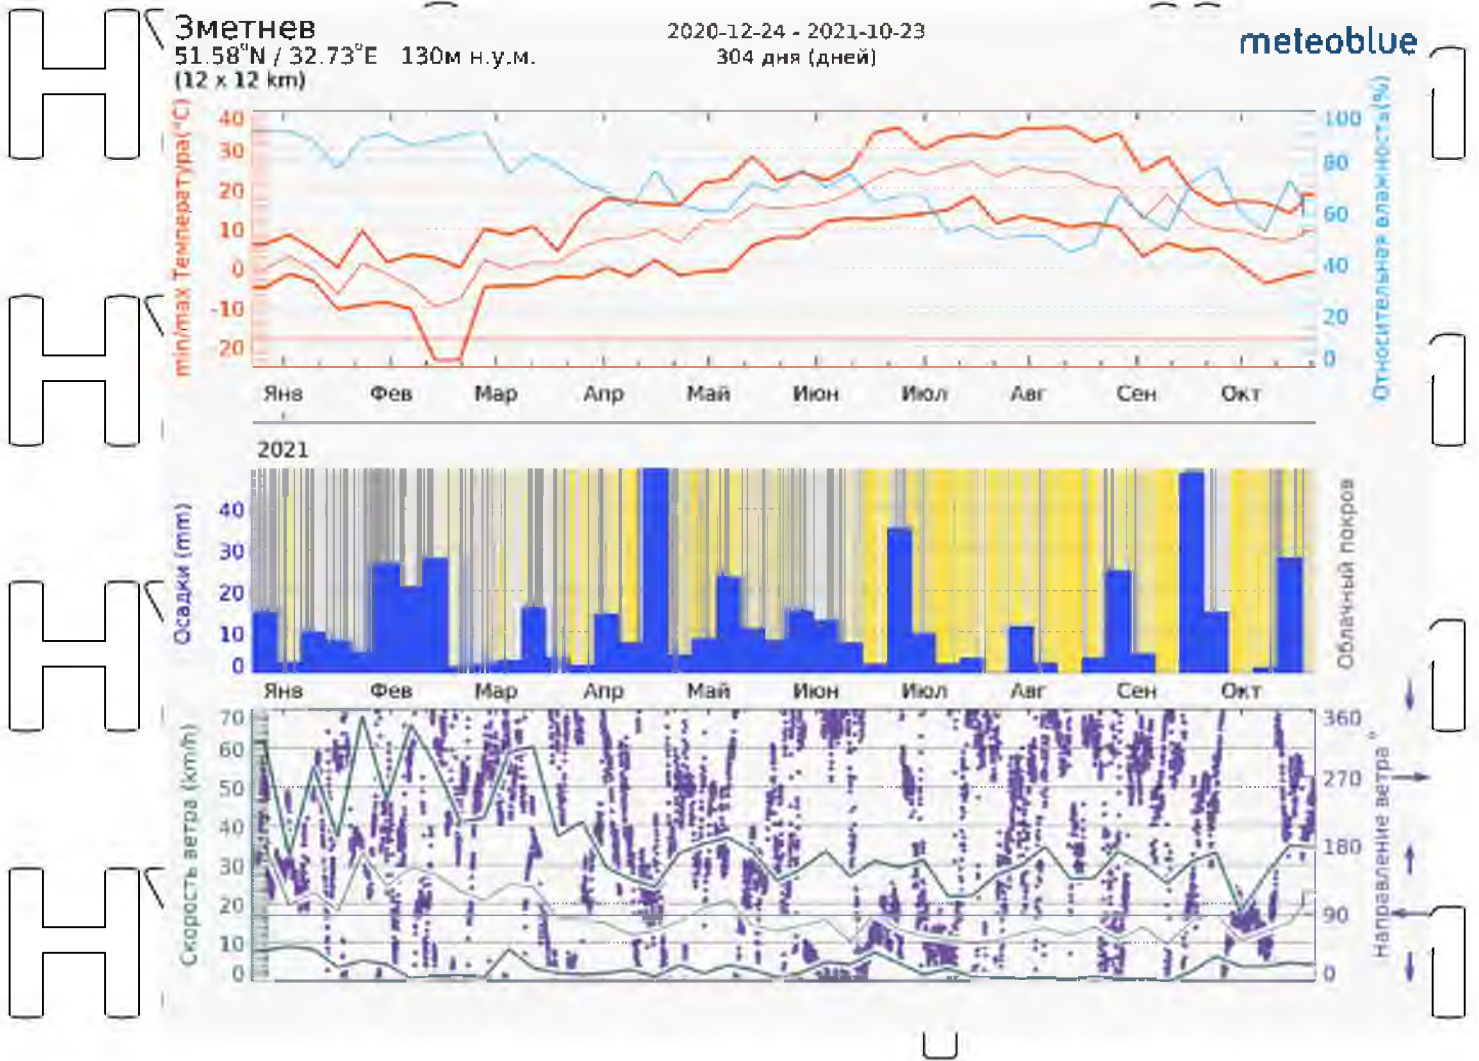 Зметнев
51.58°N / 32.73°E 130м н.у.м.
(12 x 12 km)
2020-12-24 - 2021-10-23
304 дня (дней)
meteoblue
min/max Температура(°C)
40
30
20
10
0
-10
-20
Относительная влажность(%)
100
80
60
40
20
0
Янв Фев Мар Апр Май Июн Июл Авг Сен Окт
2021
Осадки (mm)
40
30
20
10
0
Облачный покров
Янв Фев Мар Апр Май Июн Июл Авг Сен Окт
Скорость ветра (km/h)
70
60
50
40
30
20
10
0
Направление ветра °
360
270
180
90
0